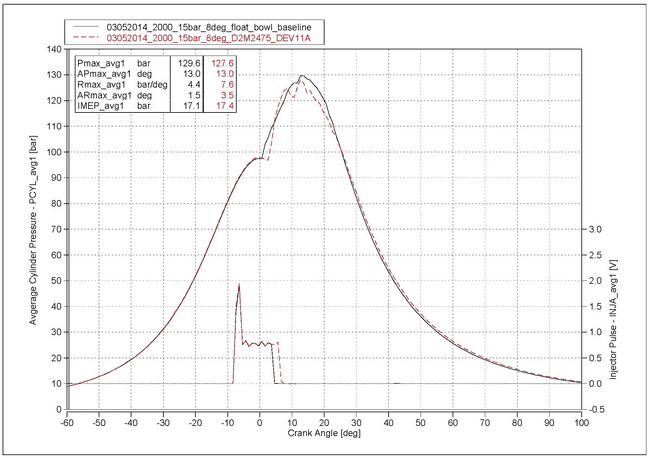 03052014_2000_15bar_8deg_float_bowl_baseline
03052014_2000_15bar_8deg_D2M2475_DEV11A
Pmax_avg1 bar 129.6 127.6
APmax_avg1 deg 13.0 13.0
Rmax_avg1 bar/deg 4.4 7.6
ARmax_avg1 deg 1.5 3.5
IMEP_avg1 bar 17.1 17.4
Avgerage Cylinder Pressure - PCYL_avg1 [bar]
140
130
120
110
100
90
80
70
60
50
40
30
20
10
0
3.0
2.5
2.0
1.5
1.0
0.5
0.0
-0.5
Injector Pulse - INJA_avg1 [V]
-60 -50 -40 -30 -20 -10 0 10 20 30 40 50 60 70 80 90 100
Crank Angle [deg]